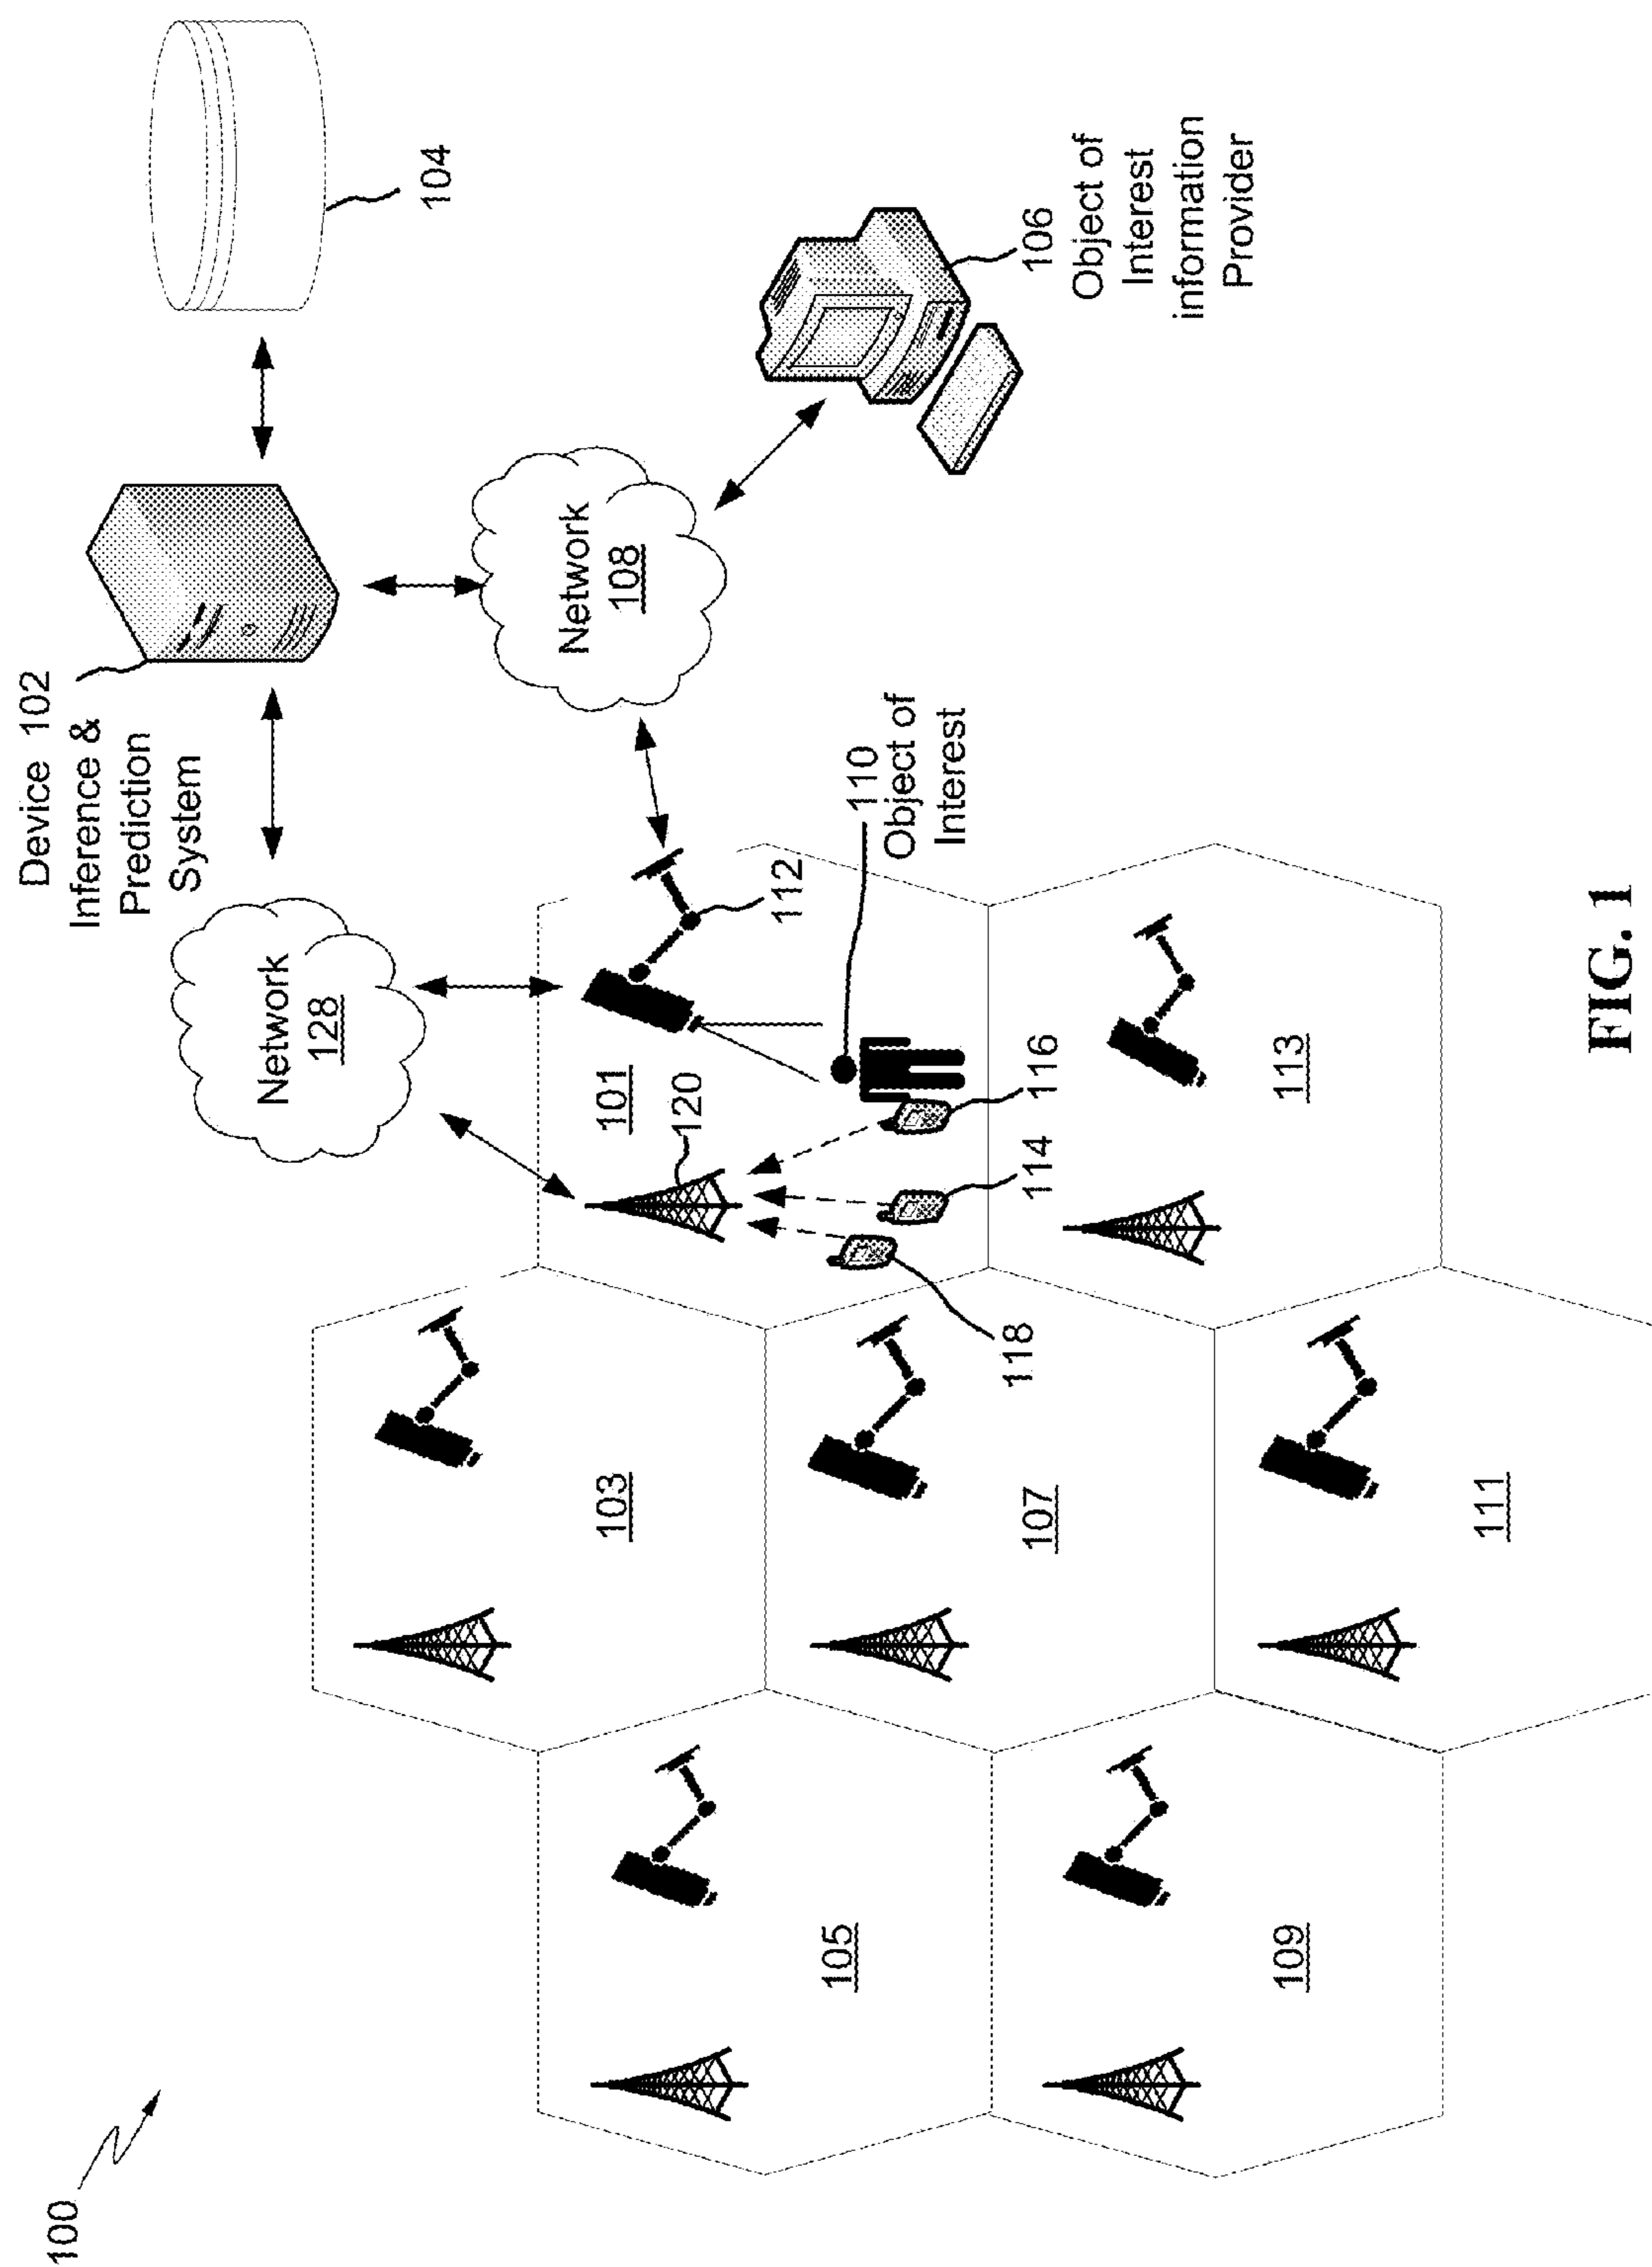 100
Device 102
Inference &
Prediction
System
104
Network
128
Network
108
106
Object of
Interest
information
Provider
101
120
112
110
Object of
Interest
116
114
118
103
105
107
109
111
113
FIG. 1